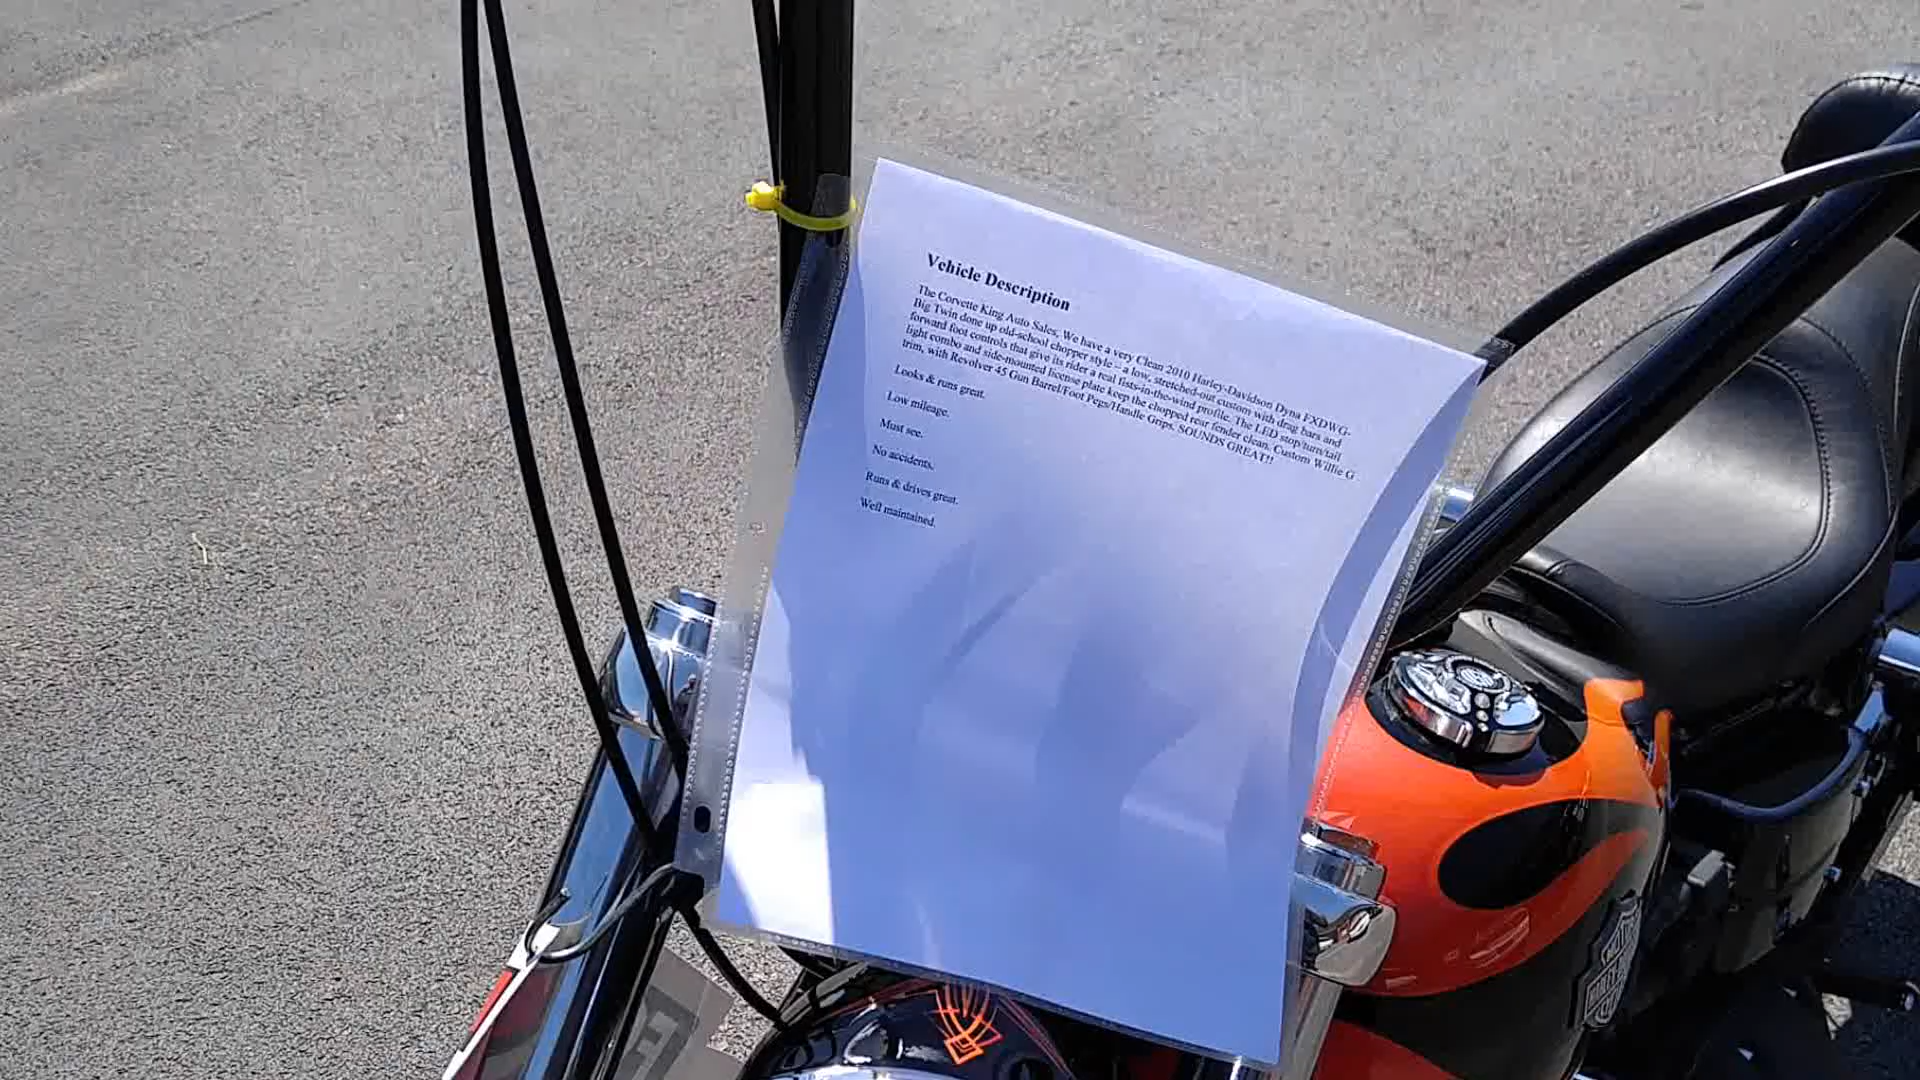 Vehicle Description
The Corvette King Auto Sales, We have a very Clean 2010 Harley-Davidson Dyna FXDWG-
Big Twin done up old-school chopper style – a low, stretched-out custom with drag bars and
forward foot controls that give its rider a real fists-in-the-wind profile. The LED stop/turn/tail
light combo and side-mounted license plate keep the chopped rear fender clean. Custom Willie G
trim, with Revolver 45 Gun Barrel/Foot Pegs/Handle Grips. SOUNDS GREAT!!
Looks & runs great.
Low mileage.
Must see.
No accidents.
Runs & drives great.
Well maintained.